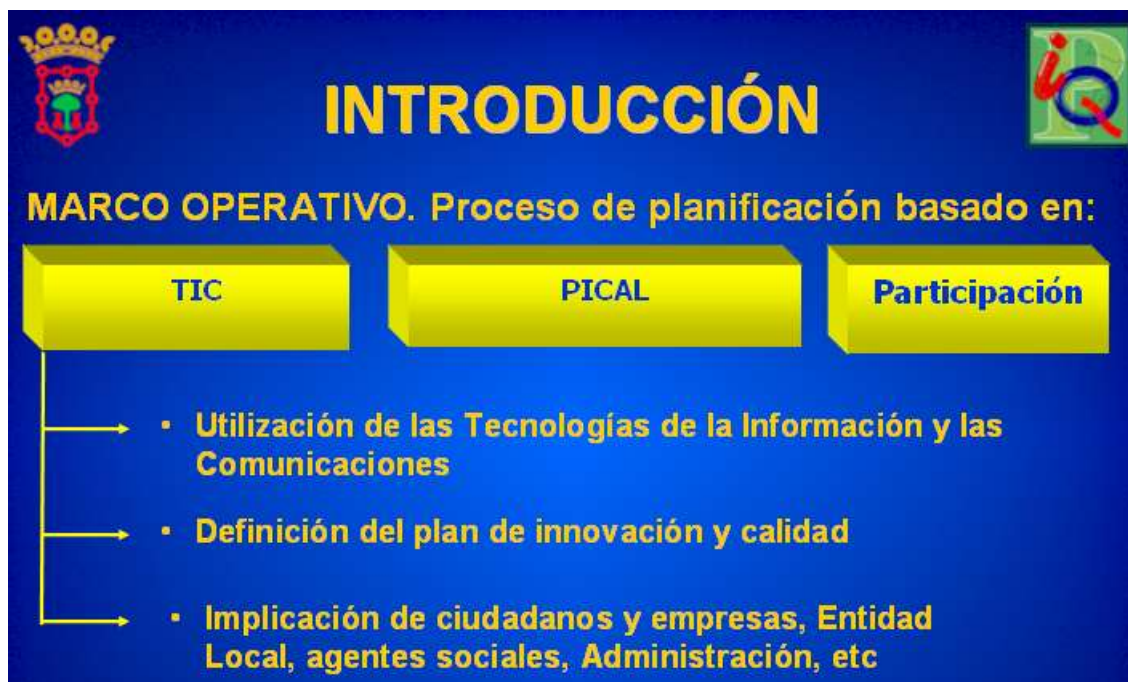 INTRODUCCIÓN
MARCO OPERATIVO. Proceso de planificación basado en:
TIC
PICAL
Participación
• Utilización de las Tecnologías de la Información y las
Comunicaciones
• Definición del plan de innovación y calidad
• Implicación de ciudadanos y empresas, Entidad
Local, agentes sociales, Administración, etc